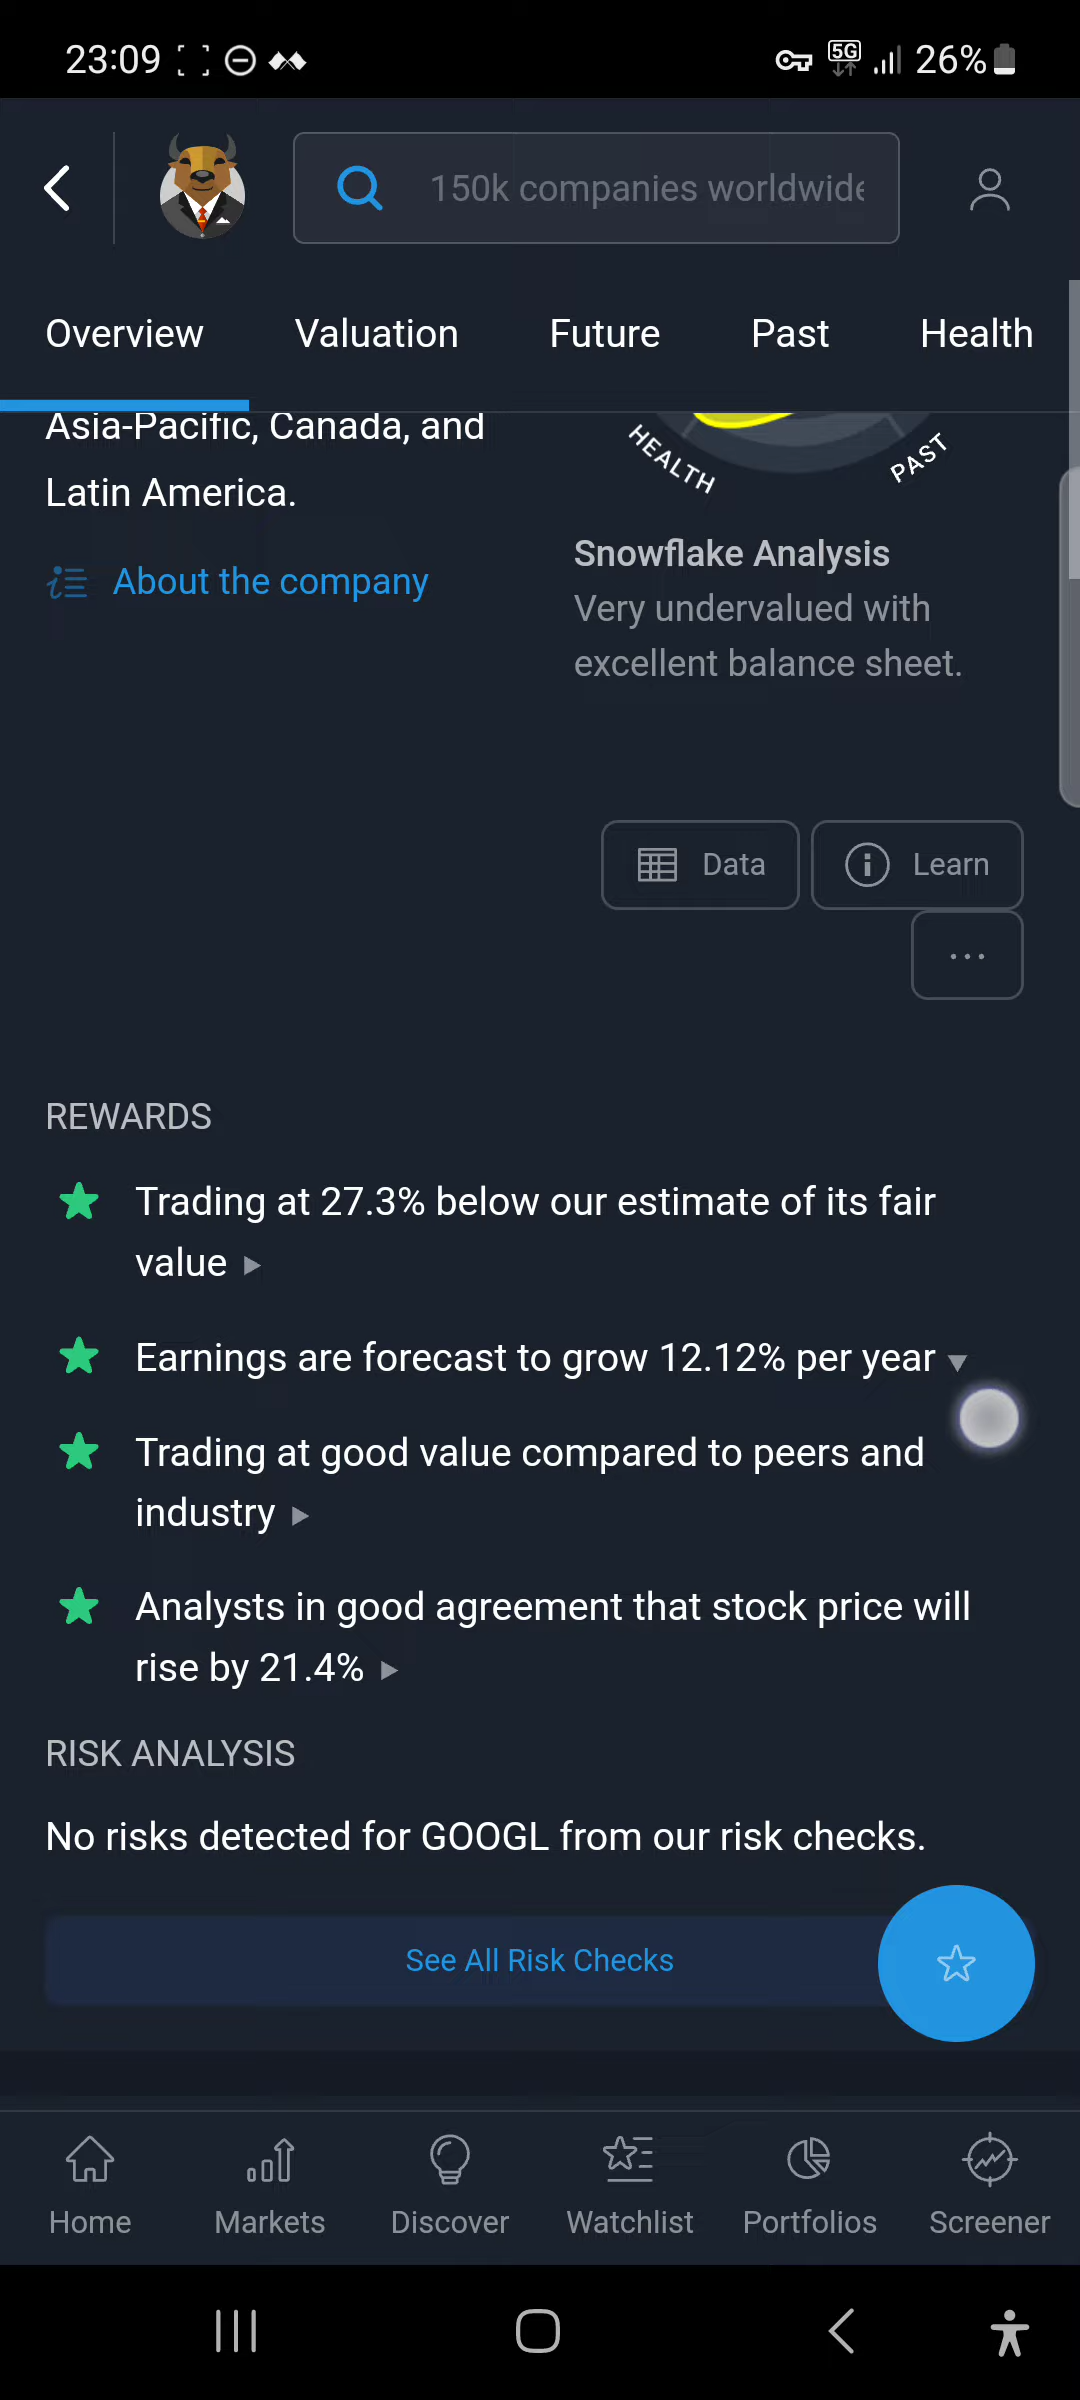 23:09
5G
26%
150k companies worldwide
Overview
Valuation
Future
Past
Health
Asia-Pacific, Canada, and
Latin America.
About the company
HEALTH
PAST
Snowflake Analysis
Very undervalued with
excellent balance sheet.
Data
Learn
REWARDS
Trading at 27.3% below our estimate of its fair
value
Earnings are forecast to grow 12.12% per year
Trading at good value compared to peers and
industry
Analysts in good agreement that stock price will
rise by 21.4%
RISK ANALYSIS
No risks detected for GOOGL from our risk checks.
See All Risk Checks
Home
Markets
Discover
Watchlist
Portfolios
Screener